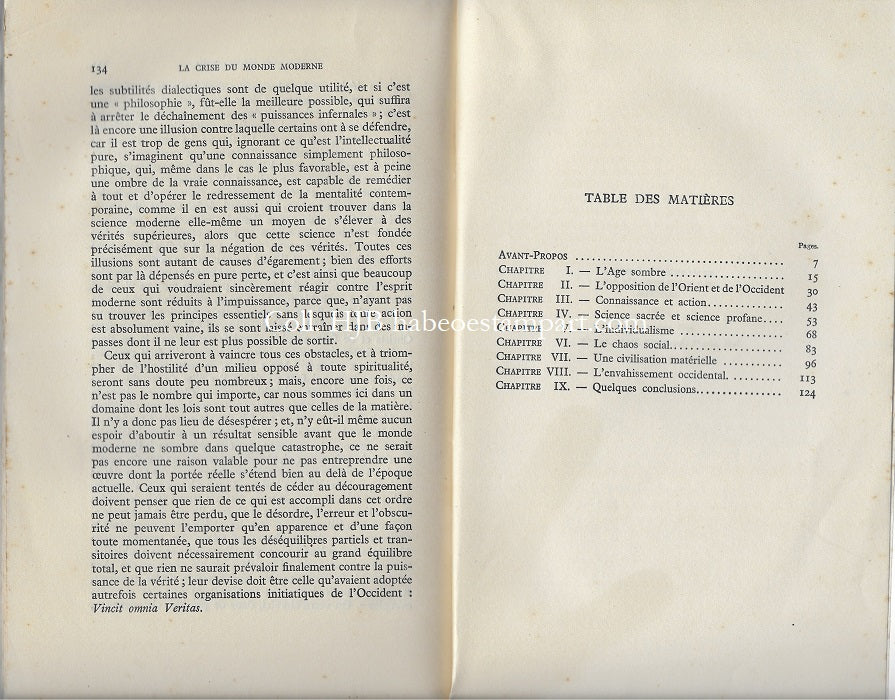 134 LA CRISE DU MONDE MODERNE
les subtilités dialectiques sont de quelque utilité, et si c'est
une « philosophie », fût-elle la meilleure possible, qui suffira
à arrêter le déchaînement des « puissances infernales » ; c'est
là encore une illusion contre laquelle certains ont à se défendre,
car il est trop de gens qui, ignorant ce qu'est l'intellectualité
pure, s'imaginent qu'une connaissance simplement philoso-
phique, qui, même dans le cas le plus favorable, est à peine
une ombre de la vraie connaissance, est capable de remédier
à tout et d'opérer le redressement de la mentalité contem-
poraine, comme il en est aussi qui croient trouver dans la
science moderne elle-même un moyen de s'élever à des
vérités supérieures, alors que cette science n'est fondée
précisément que sur la négation de ces vérités. Toutes ces
illusions sont autant de causes d'égarement ; bien des efforts
sont par là dépensés en pure perte, et c'est ainsi que beaucoup
de ceux qui voudraient sincèrement réagir contre l'esprit
moderne sont réduits à l'impuissance, parce que, n'ayant pas
su trouver les principes essentiels sans lesquels toute action
est absolument vaine, ils se sont laissé entraîner dans des im-
passes dont il ne leur est plus possible de sortir.
Ceux qui arriveront à vaincre tous ces obstacles, et à triom-
pher de l'hostilité d'un milieu opposé à toute spiritualité,
seront sans doute peu nombreux ; mais, encore une fois, ce
n'est pas le nombre qui importe, car nous sommes ici dans un
domaine dont les lois sont tout autres que celles de la matière.
Il n'y a donc pas lieu de désespérer ; et, n'y eût-il même aucun
espoir d'aboutir à un résultat sensible avant que le monde
moderne ne sombre dans quelque catastrophe, ce ne serait
pas encore une raison valable pour ne pas entreprendre une
œuvre dont la portée réelle s'étend bien au delà de l'époque
actuelle. Ceux qui seraient tentés de céder au découragement
doivent penser que rien de ce qui est accompli dans cet ordre
ne peut jamais être perdu, que le désordre, l'erreur et l'obscu-
rité ne peuvent l'emporter qu'en apparence et d'une façon
toute momentanée, que tous les déséquilibres partiels et tran-
sitoires doivent nécessairement concourir au grand équilibre
total, et que rien ne saurait prévaloir finalement contre la puis-
sance de la vérité ; leur devise doit être celle qu'avaient adoptée
autrefois certaines organisations initiatiques de l'Occident :
Vincit omnia Veritas.
TABLE DES MATIÈRES
Pages.
AVANT-PROPOS ........ 7
CHAPITRE I. — L'Age sombre ........ 15
CHAPITRE II. — L'opposition de l'Orient et de l'Occident 30
CHAPITRE III. — Connaissance et action........ 43
CHAPITRE IV. — Science sacrée et science profane.... 53
CHAPITRE V. — L'individualisme ........ 68
CHAPITRE VI. — Le chaos social........ 83
CHAPITRE VII. — Une civilisation matérielle ........ 96
CHAPITRE VIII. — L'envahissement occidental. ........ 113
CHAPITRE IX. — Quelques conclusions........ 124